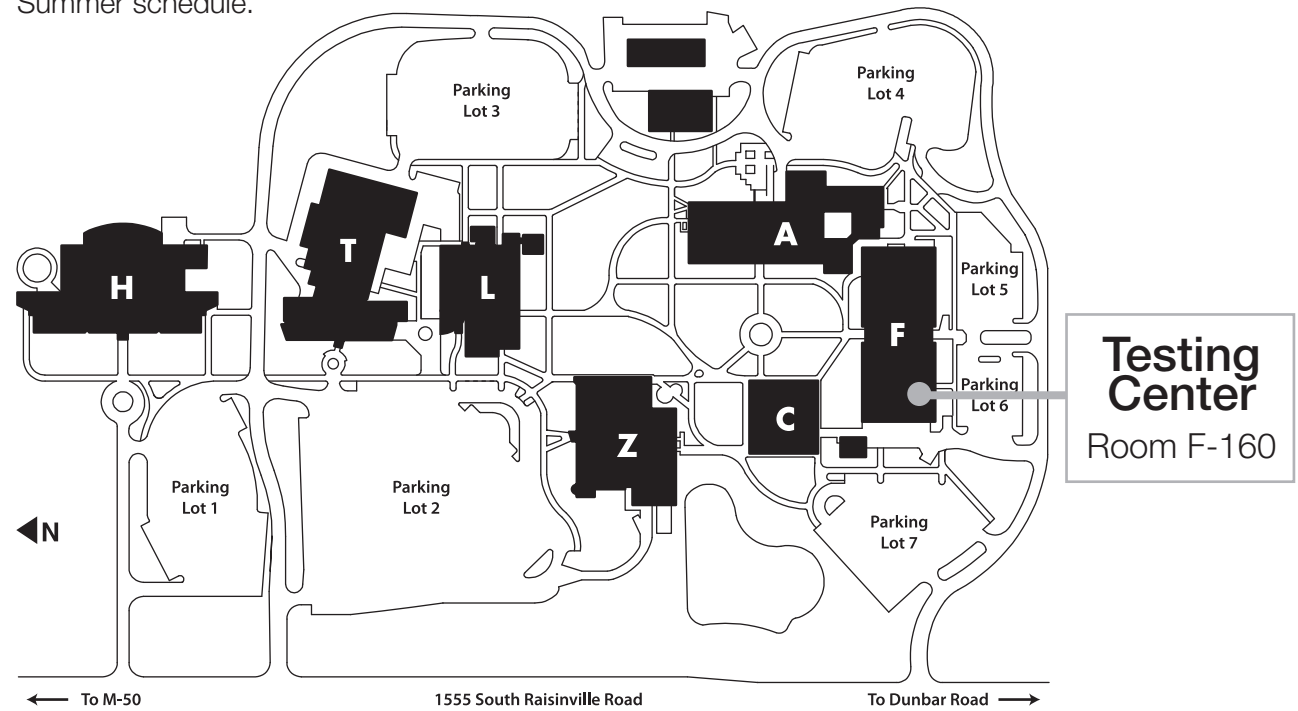 Summer schedule.
Parking
Lot 3
Parking
Lot 4
A
T
H
L
Parking
Lot 5
F
Testing
Center
Room F-160
Parking
Lot 6
C
Z
Parking
Lot 1
Parking
Lot 2
Parking
Lot 7
N
To M-50
1555 South Raisinville Road
To Dunbar Road